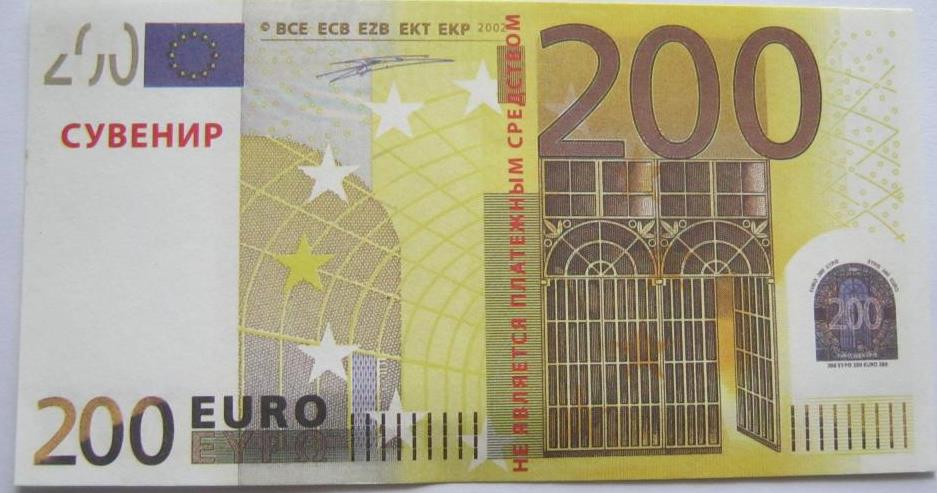 200
© BCE ECB EZB EKT EKP 2002
200
СУВЕНИР
НЕ ЯВЛЯЕТСЯ ПЛАТЕЖНЫМ СРЕДСТВОМ
200
200 EURO
ΕΥΡΩ